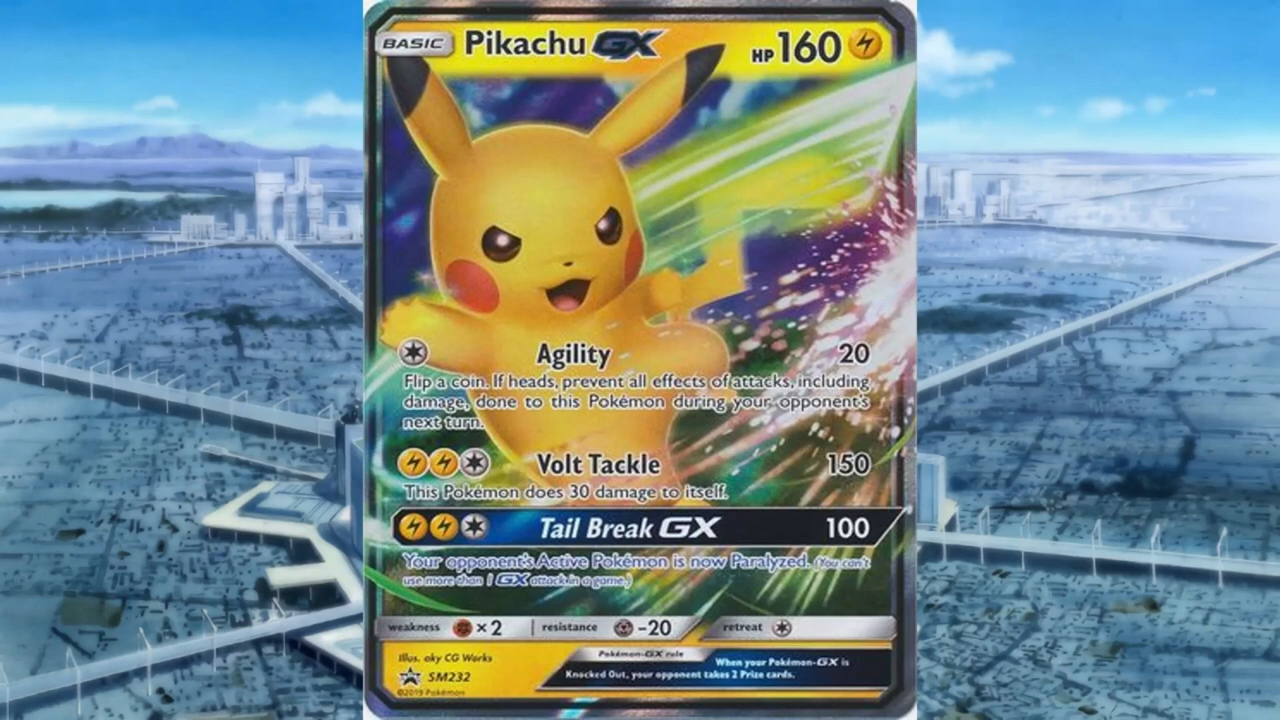 BASIC Pikachu GX HP160
Agility 20
Flip a coin. If heads, prevent all effects of attacks, including
damage, done to this Pokémon during your opponent's
next turn.
Volt Tackle 150
This Pokémon does 30 damage to itself.
Tail Break GX 100
Your opponent's Active Pokémon is now Paralyzed. (You can't
use more than 1 GX attack in a game.)
weakness ×2 resistance -20 retreat
Illus. aky CG Works
Pokémon-GX rule
When your Pokémon-GX is
Knocked Out, your opponent takes 2 Prize cards.
SM232
©2019 Pokémon